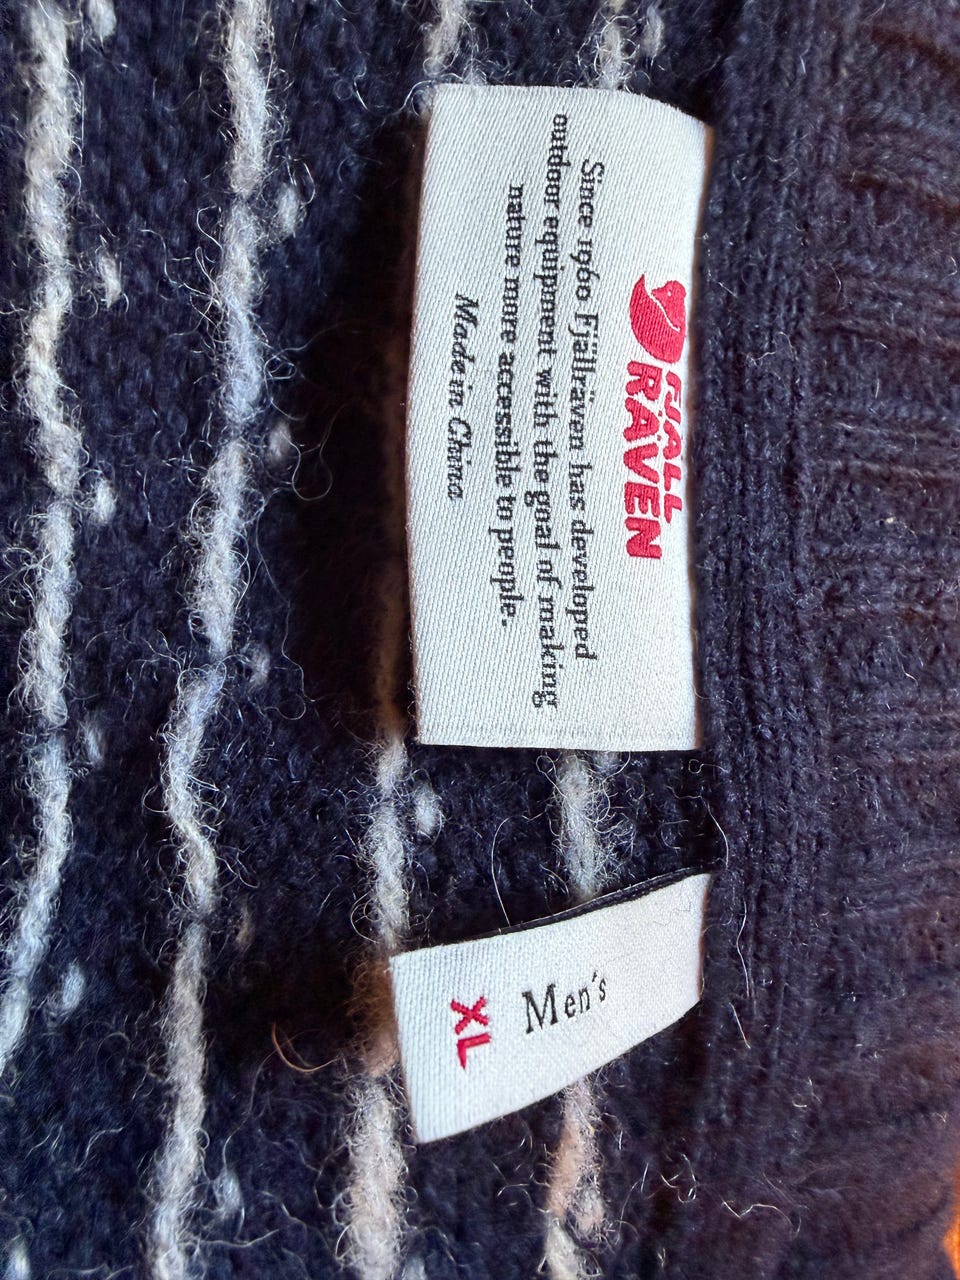 FJÄLL
RÄVEN
Since 1960 Fjällräven has developed
outdoor equipment with the goal of making
nature more accessible to people.
Made in China
Men's
XL